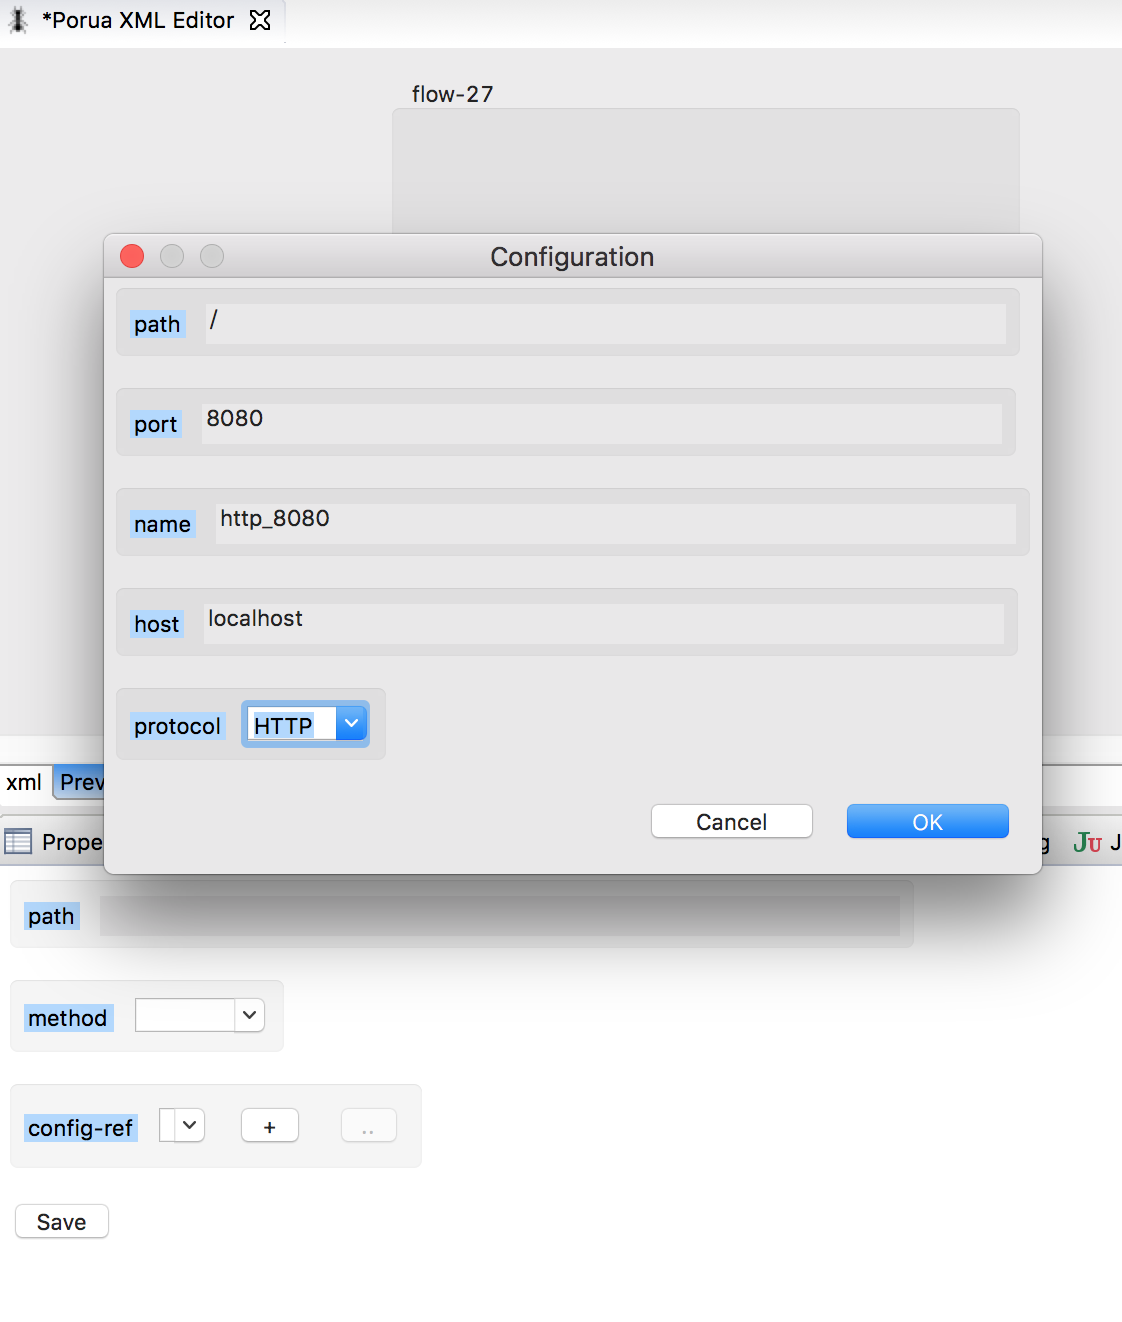 *Porua XML Editor
flow-27
Configuration
path /
port 8080
name http_8080
host localhost
protocol HTTP
Cancel OK
xml Prev
Prope g JU J
path
method
config-ref + ..
Save